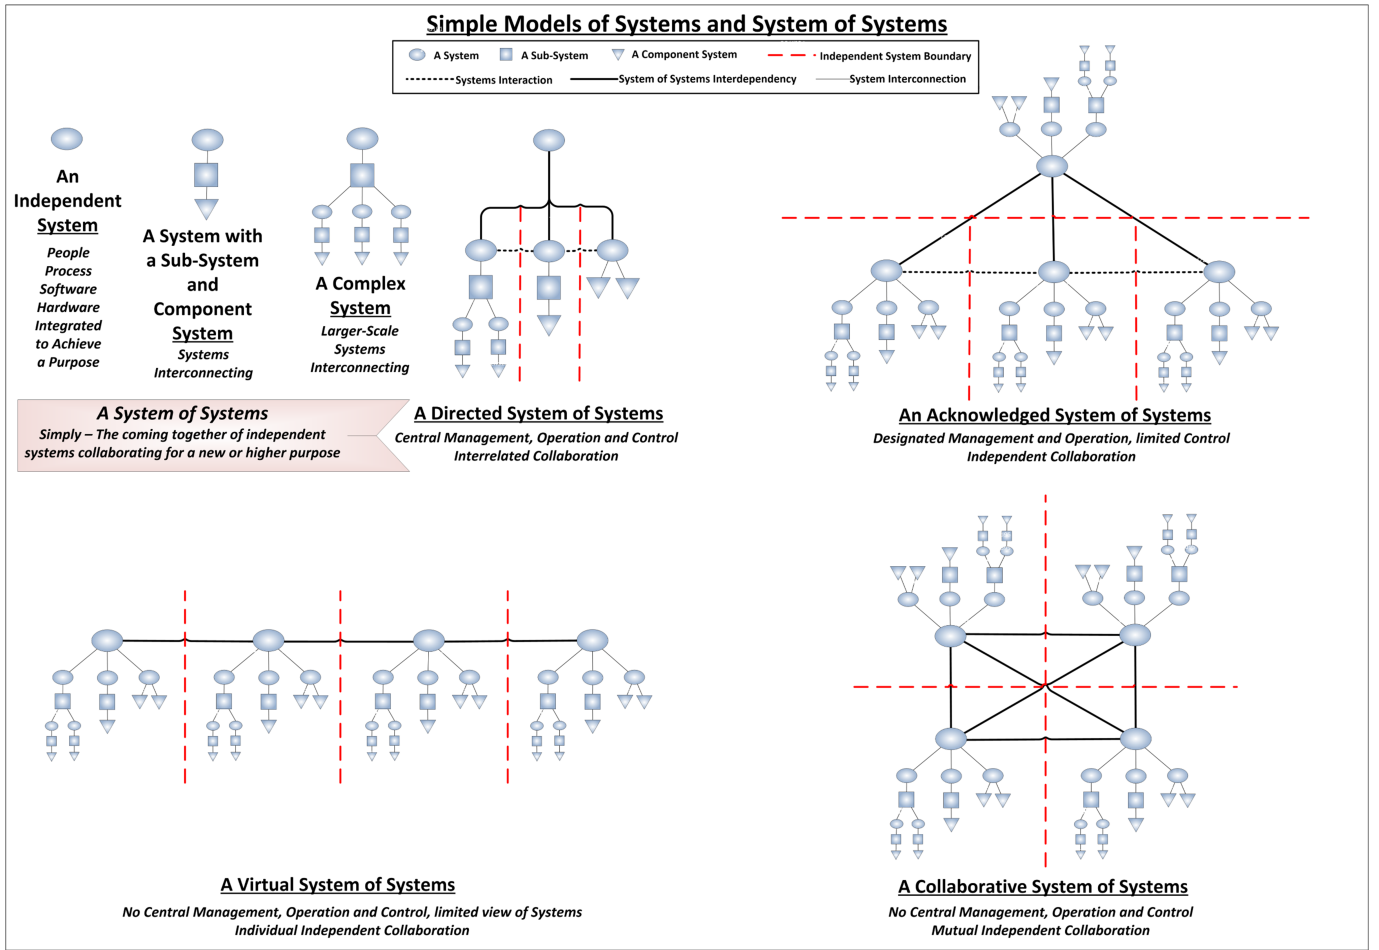 Simple Models of Systems and System of Systems
A System
A Sub-System
A Component System
Independent System Boundary
Systems Interaction
System of Systems Interdependency
System Interconnection
An
Independent
System
People
Process
Software
Hardware
Integrated
to Achieve
a Purpose
A System with
a Sub-System
and
Component
System
Systems
Interconnecting
A Complex
System
Larger-Scale
Systems
Interconnecting
A System of Systems
Simply – The coming together of independent
systems collaborating for a new or higher purpose
A Directed System of Systems
Central Management, Operation and Control
Interrelated Collaboration
An Acknowledged System of Systems
Designated Management and Operation, limited Control
Independent Collaboration
A Virtual System of Systems
No Central Management, Operation and Control, limited view of Systems
Individual Independent Collaboration
A Collaborative System of Systems
No Central Management, Operation and Control
Mutual Independent Collaboration